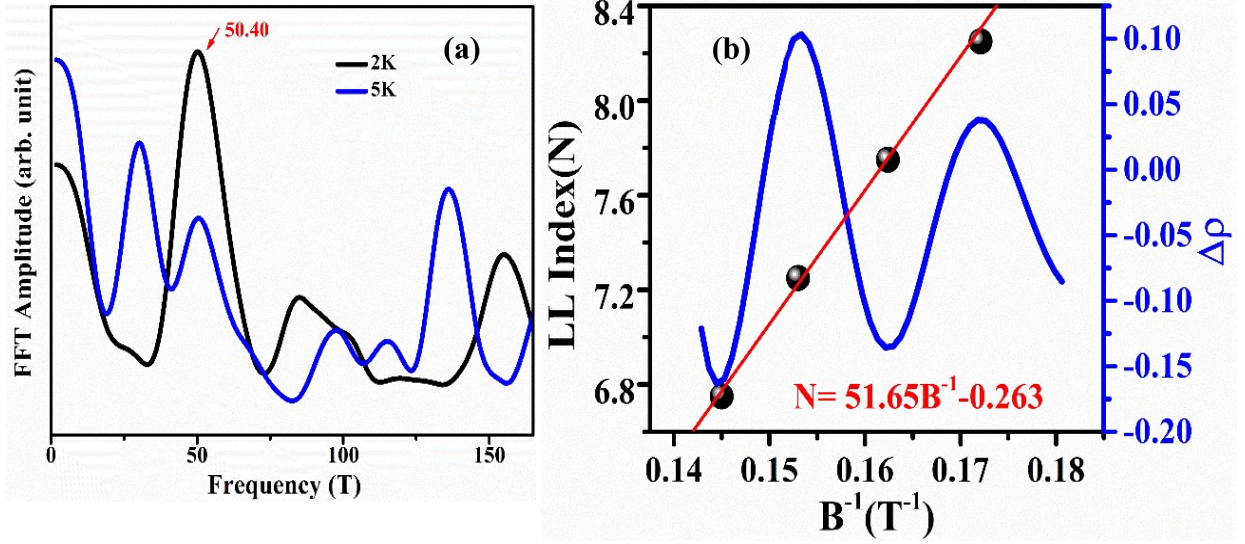 50.40
(a)
2K
5K
FFT Amplitude (arb. unit)
0
50
100
150
Frequency (T)
(b)
8.4
8.0
7.6
7.2
6.8
LL Index(N)
0.10
0.05
0.00
-0.05
-0.10
-0.15
-0.20
Δρ
N= 51.65B⁻¹-0.263
0.14
0.15
0.16
0.17
0.18
B⁻¹(T⁻¹)